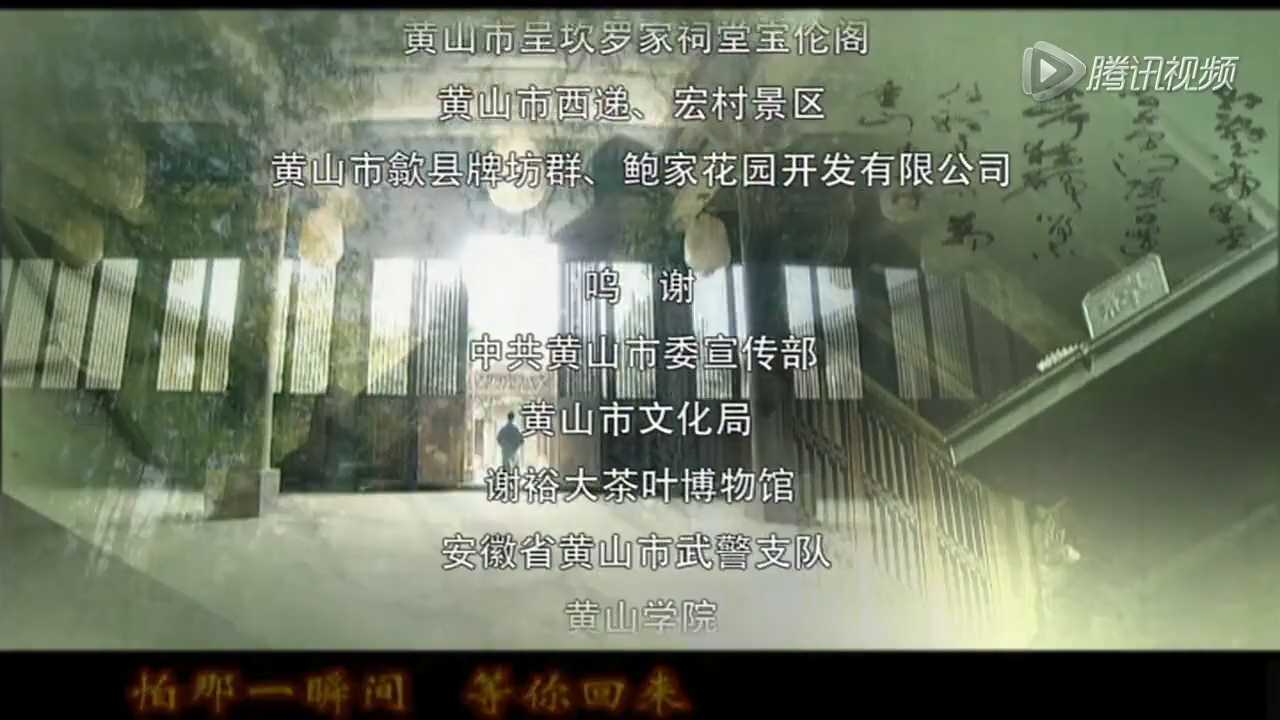 黄山市呈坎罗家祠堂宝伦阁
腾讯视频
黄山市西递、宏村景区
黄山市歙县牌坊群、鲍家花园开发有限公司
鸣 谢
中共黄山市委宣传部
黄山市文化局
谢裕大茶叶博物馆
安徽省黄山市武警支队
黄山学院
怕那一瞬间 等你回来